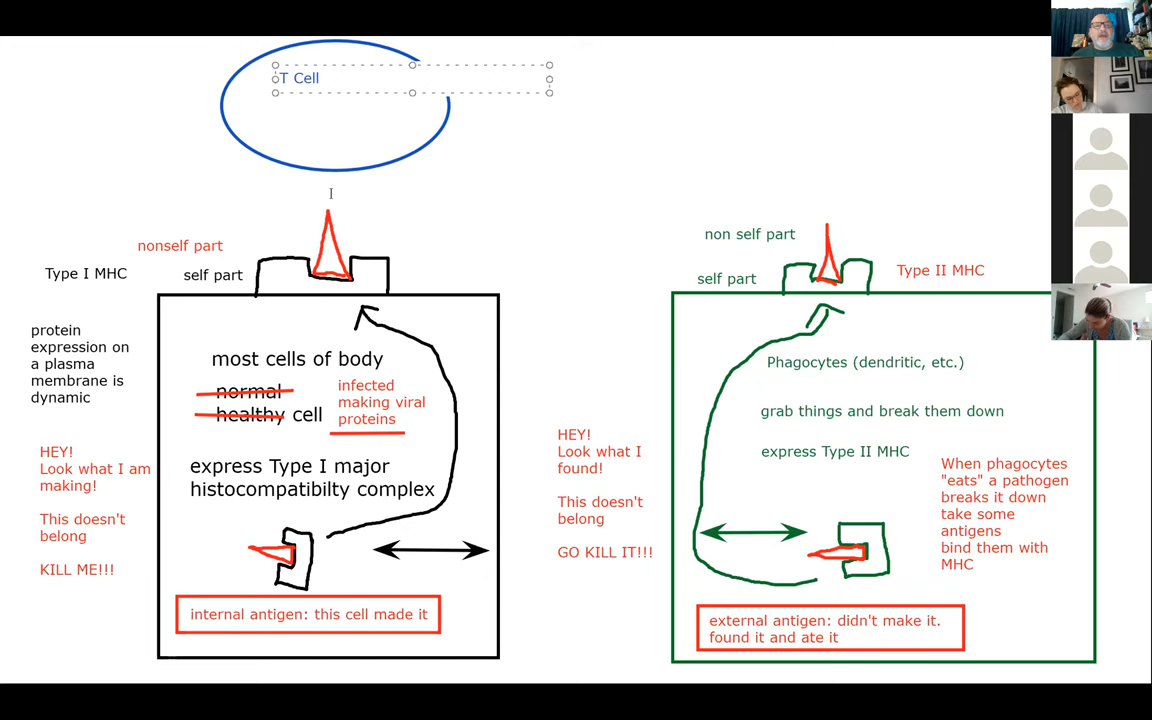 T Cell
nonself part
Type I MHC
self part
protein
expression on
a plasma
membrane is
dynamic
most cells of body
normal
healthy cell
infected
making viral
proteins
HEY!
Look what I am
making!
This doesn't
belong
KILL ME!!!
express Type I major
histocompatibilty complex
internal antigen: this cell made it
non self part
self part
Type II MHC
Phagocytes (dendritic, etc.)
grab things and break them down
express Type II MHC
HEY!
Look what I
found!
This doesn't
belong
GO KILL IT!!!
When phagocytes
"eats" a pathogen
breaks it down
take some
antigens
bind them with
MHC
external antigen: didn't make it.
found it and ate it